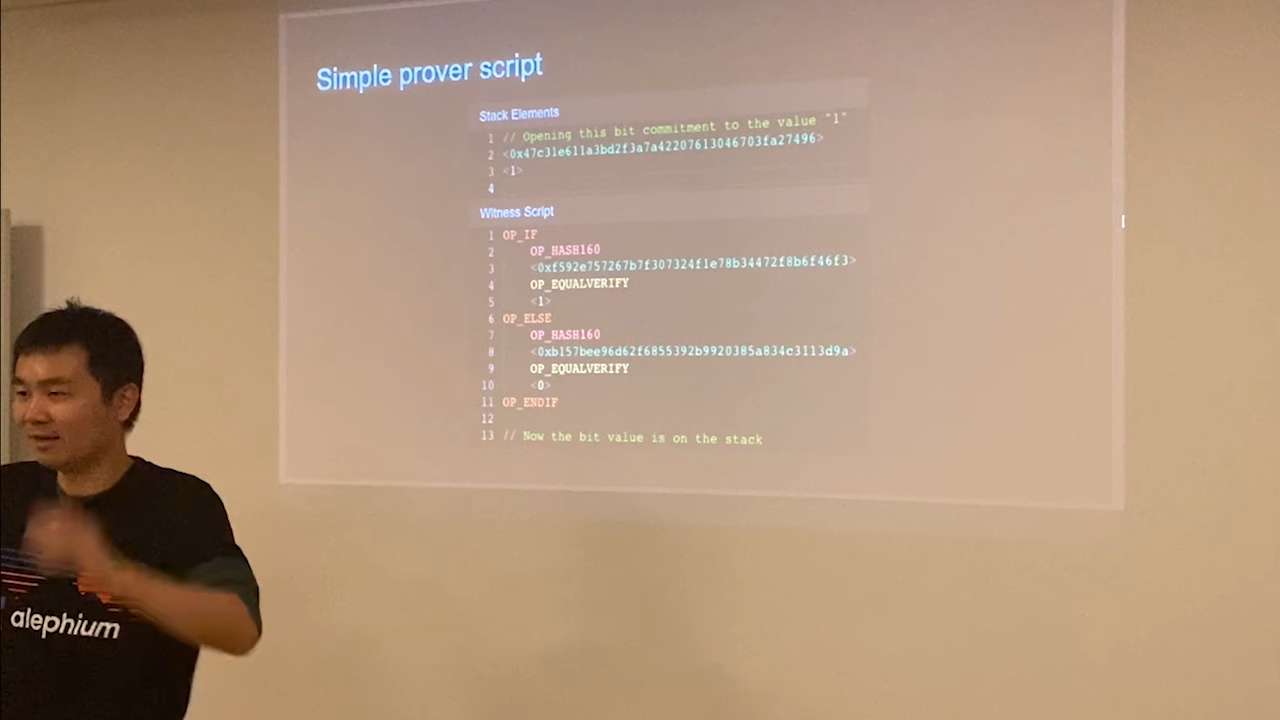 Simple prover script
Stack Elements
1 // Opening this bit commitment to the value "1"
2 <0x47c31e611a3bd2f3a7a42207613046703fa27496>
3 <1>
4
Witness Script
1 OP_IF
2 OP_HASH160
3 <0xf592e757267b7f307324f1e78b34472f8b6f46f3>
4 OP_EQUALVERIFY
5 <1>
6 OP_ELSE
7 OP_HASH160
8 <0xb157bee96d62f6855392b9920385a834c3113d9a>
9 OP_EQUALVERIFY
10 <0>
11 OP_ENDIF
12
13 // Now the bit value is on the stack
alephium